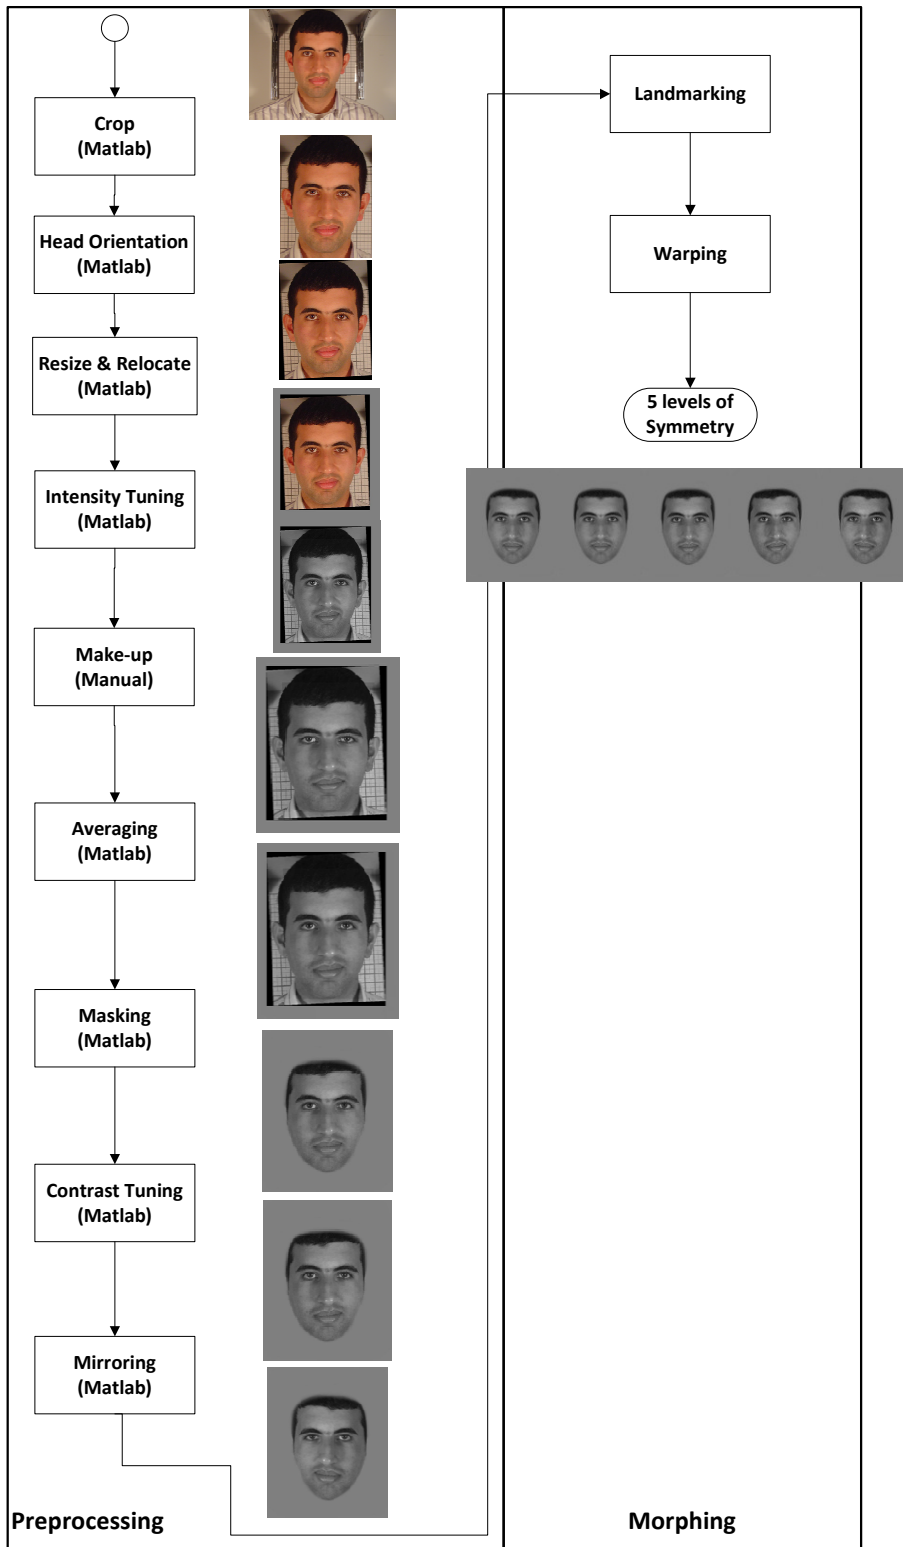 Crop
(Matlab)
Head Orientation
(Matlab)
Resize & Relocate
(Matlab)
Intensity Tuning
(Matlab)
Make-up
(Manual)
Averaging
(Matlab)
Masking
(Matlab)
Contrast Tuning
(Matlab)
Mirroring
(Matlab)
Preprocessing
Landmarking
Warping
5 levels of
Symmetry
Morphing